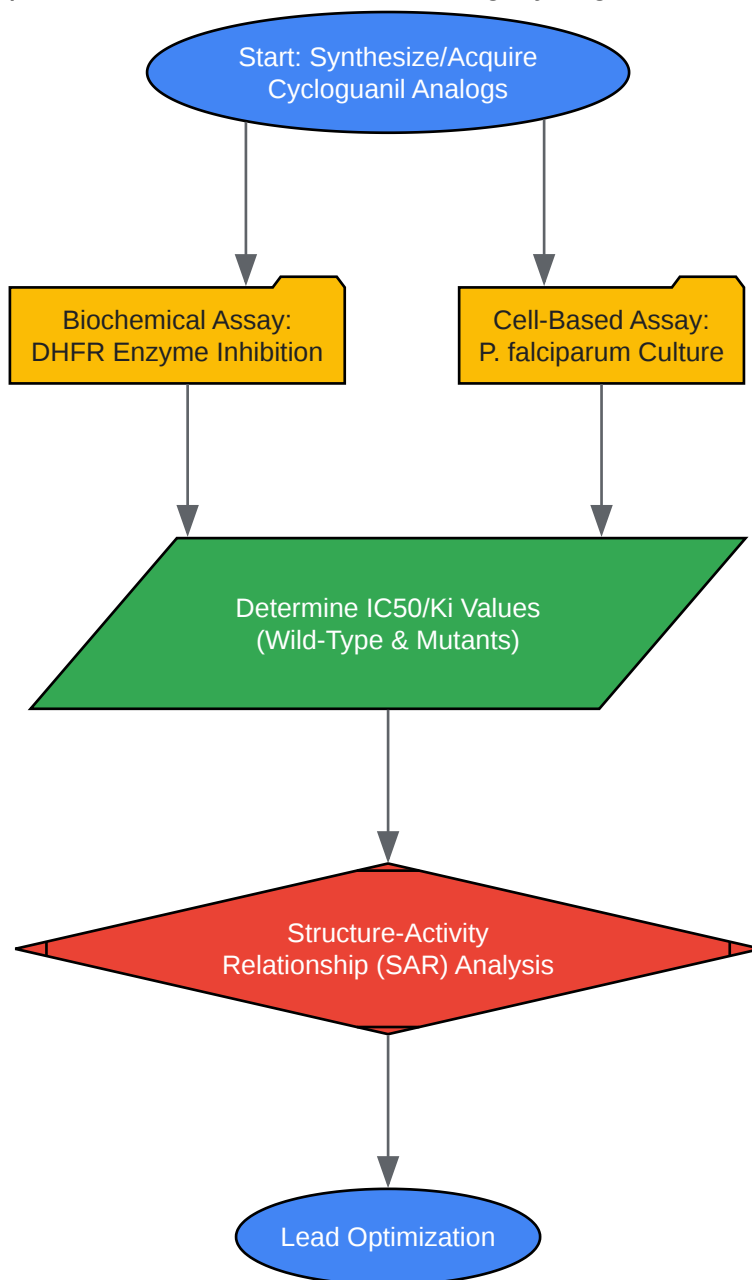 Start: Synthesize/Acquire
Cycloguanil Analogs
Biochemical Assay:
DHFR Enzyme Inhibition
Cell-Based Assay:
P. falciparum Culture
Determine IC50/Ki Values
(Wild-Type & Mutants)
Structure-Activity
Relationship (SAR) Analysis
Lead Optimization